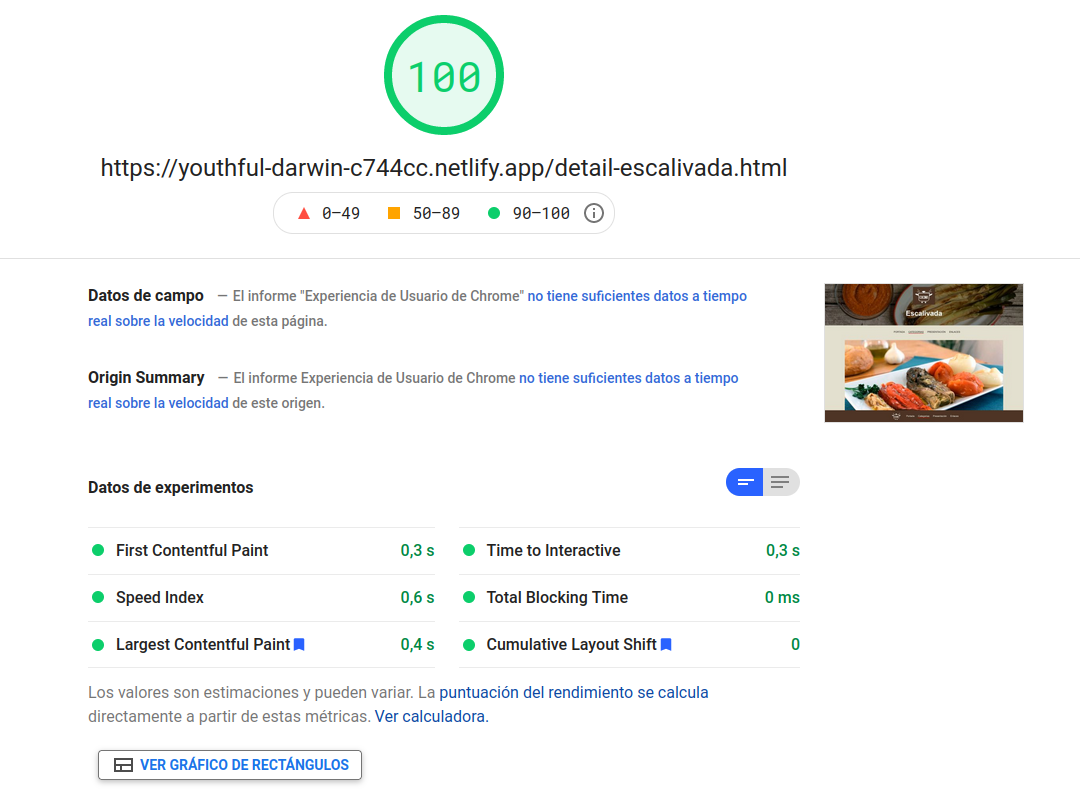 100
https://youthful-darwin-c744cc.netlify.app/detail-escalivada.html
0–49 50–89 90–100
Datos de campo — El informe "Experiencia de Usuario de Chrome" no tiene suficientes datos a tiempo
real sobre la velocidad de esta página.
Escalivada
Origin Summary — El informe Experiencia de Usuario de Chrome no tiene suficientes datos a tiempo
real sobre la velocidad de este origen.
Datos de experimentos
First Contentful Paint 0,3 s
Time to Interactive 0,3 s
Speed Index 0,6 s
Total Blocking Time 0 ms
Largest Contentful Paint 0,4 s
Cumulative Layout Shift 0
Los valores son estimaciones y pueden variar. La puntuación del rendimiento se calcula
directamente a partir de estas métricas. Ver calculadora.
VER GRÁFICO DE RECTÁNGULOS